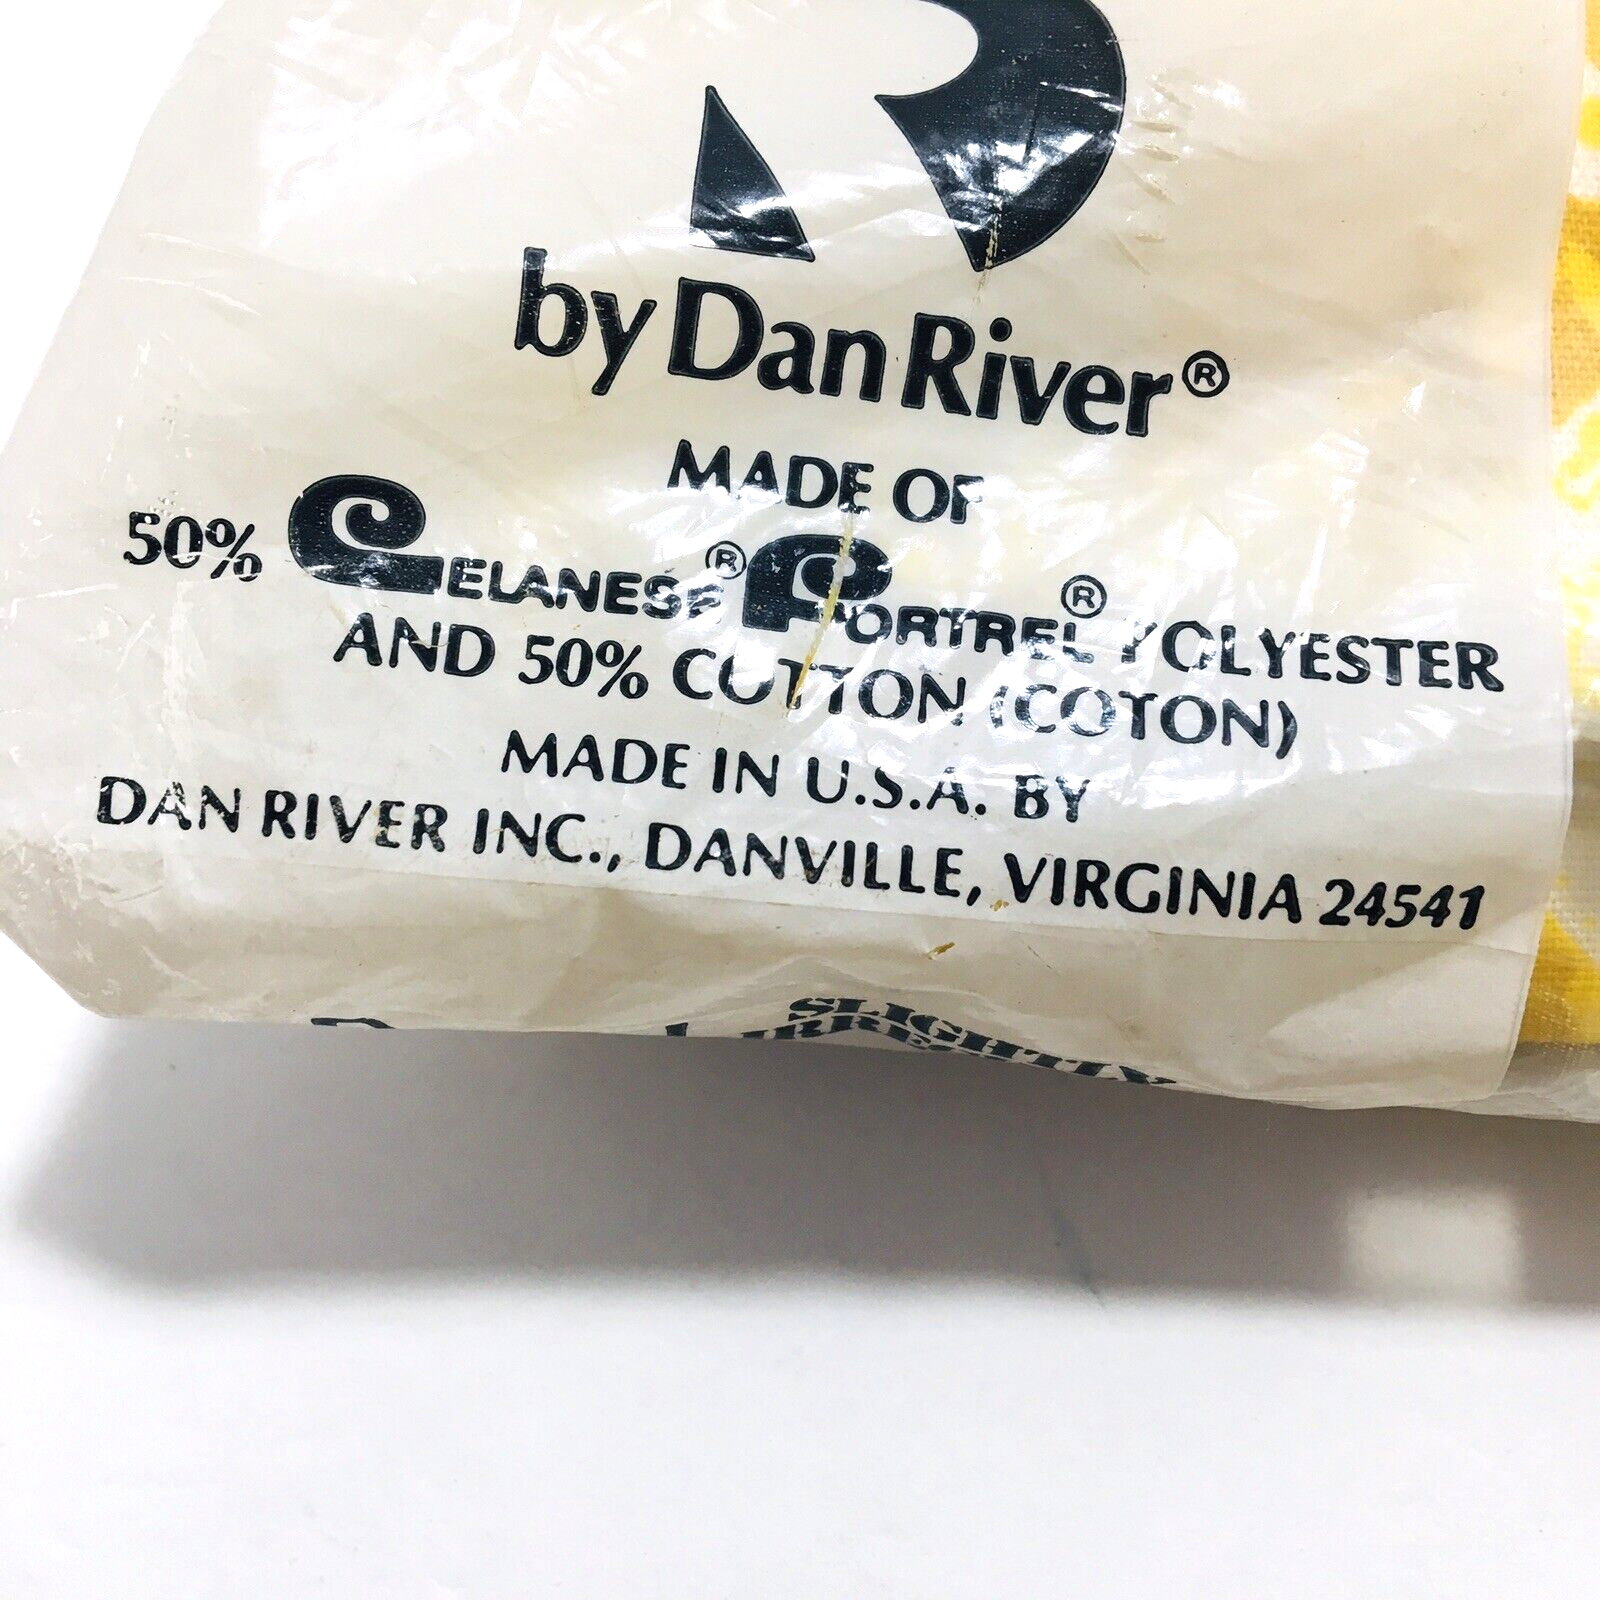 by Dan River®
MADE OF
50% CELANESE® PORTREL® POLYESTER
AND 50% COTTON (COTON)
MADE IN U.S.A. BY
DAN RIVER INC., DANVILLE, VIRGINIA 24541
SLIGHTLY